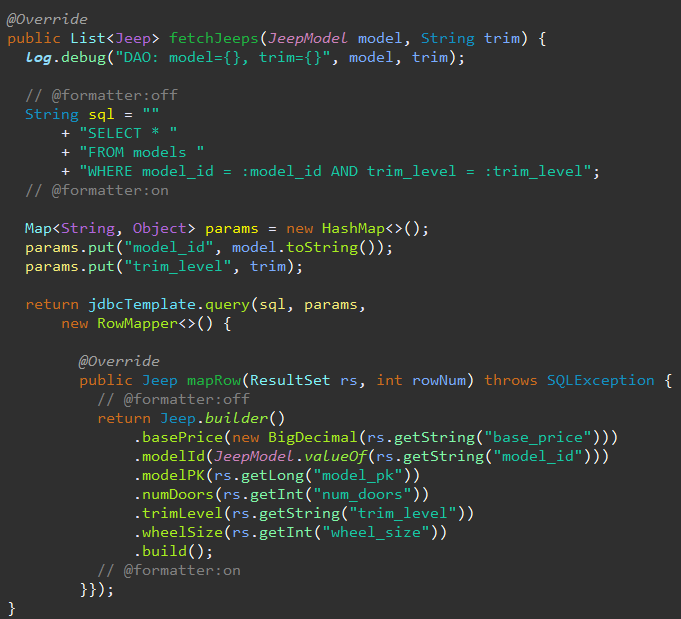 @Override
public List<Jeep> fetchJeeps(JeepModel model, String trim) {
  log.debug("DAO: model={}, trim={}", model, trim);

  // @formatter:off
  String sql = ""
      + "SELECT * "
      + "FROM models "
      + "WHERE model_id = :model_id AND trim_level = :trim_level";
  // @formatter:on

  Map<String, Object> params = new HashMap<>();
  params.put("model_id", model.toString());
  params.put("trim_level", trim);

  return jdbcTemplate.query(sql, params,
      new RowMapper<>() {

        @Override
        public Jeep mapRow(ResultSet rs, int rowNum) throws SQLException {
          // @formatter:off
          return Jeep.builder()
              .basePrice(new BigDecimal(rs.getString("base_price")))
              .modelId(JeepModel.valueOf(rs.getString("model_id")))
              .modelPK(rs.getLong("model_pk"))
              .numDoors(rs.getInt("num_doors"))
              .trimLevel(rs.getString("trim_level"))
              .wheelSize(rs.getInt("wheel_size"))
              .build();
          // @formatter:on
        }});
}